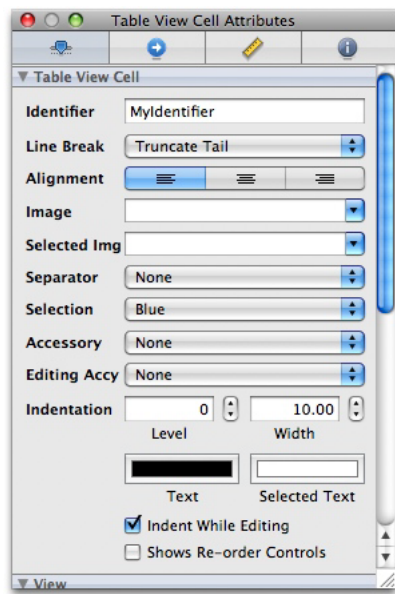 Table View Cell Attributes
Table View Cell
Identifier MyIdentifier
Line Break Truncate Tail
Alignment
Image
Selected Img
Separator None
Selection Blue
Accessory None
Editing Accy None
Indentation 0 10.00
Level Width
Text Selected Text
Indent While Editing
Shows Re-order Controls
View